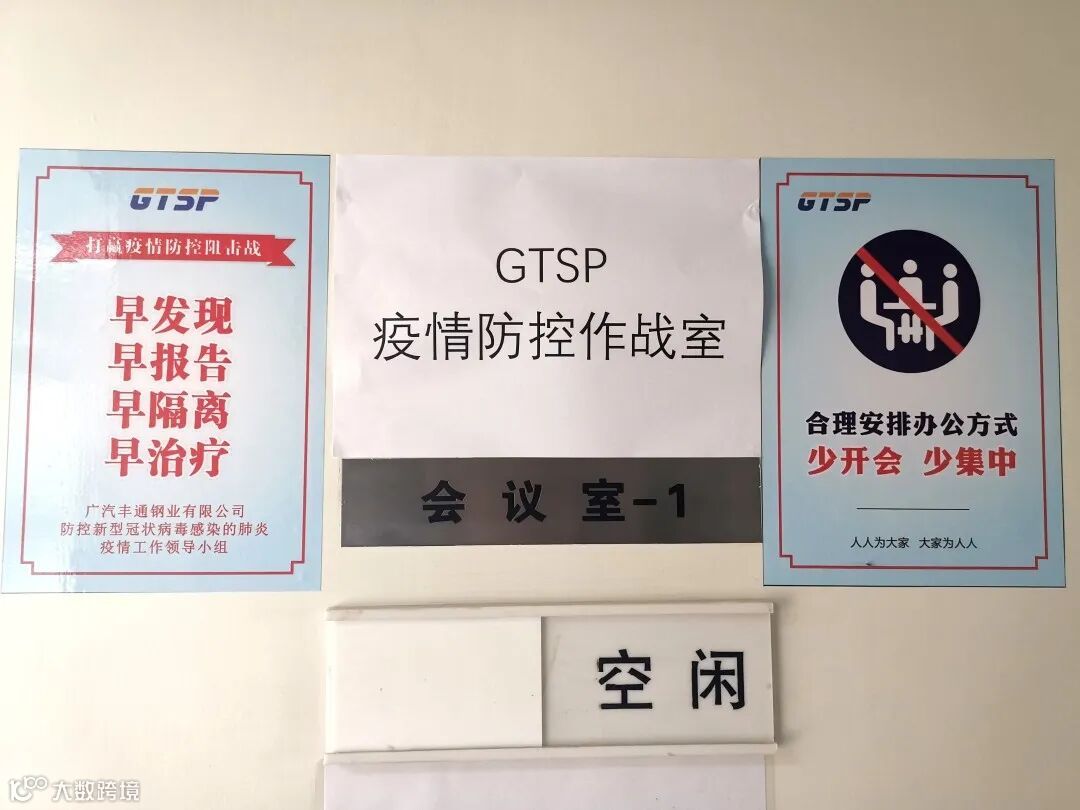 GTSP
打赢疫情防控阻击战
早发现
早报告
早隔离
早治疗
广汽丰通钢业有限公司
防控新型冠状病毒感染的肺炎
疫情工作领导小组
GTSP
疫情防控作战室
会议室-1
GTSP
合理安排办公方式
少开会 少集中
人人为大家 大家为人人
空闲
大数跨境